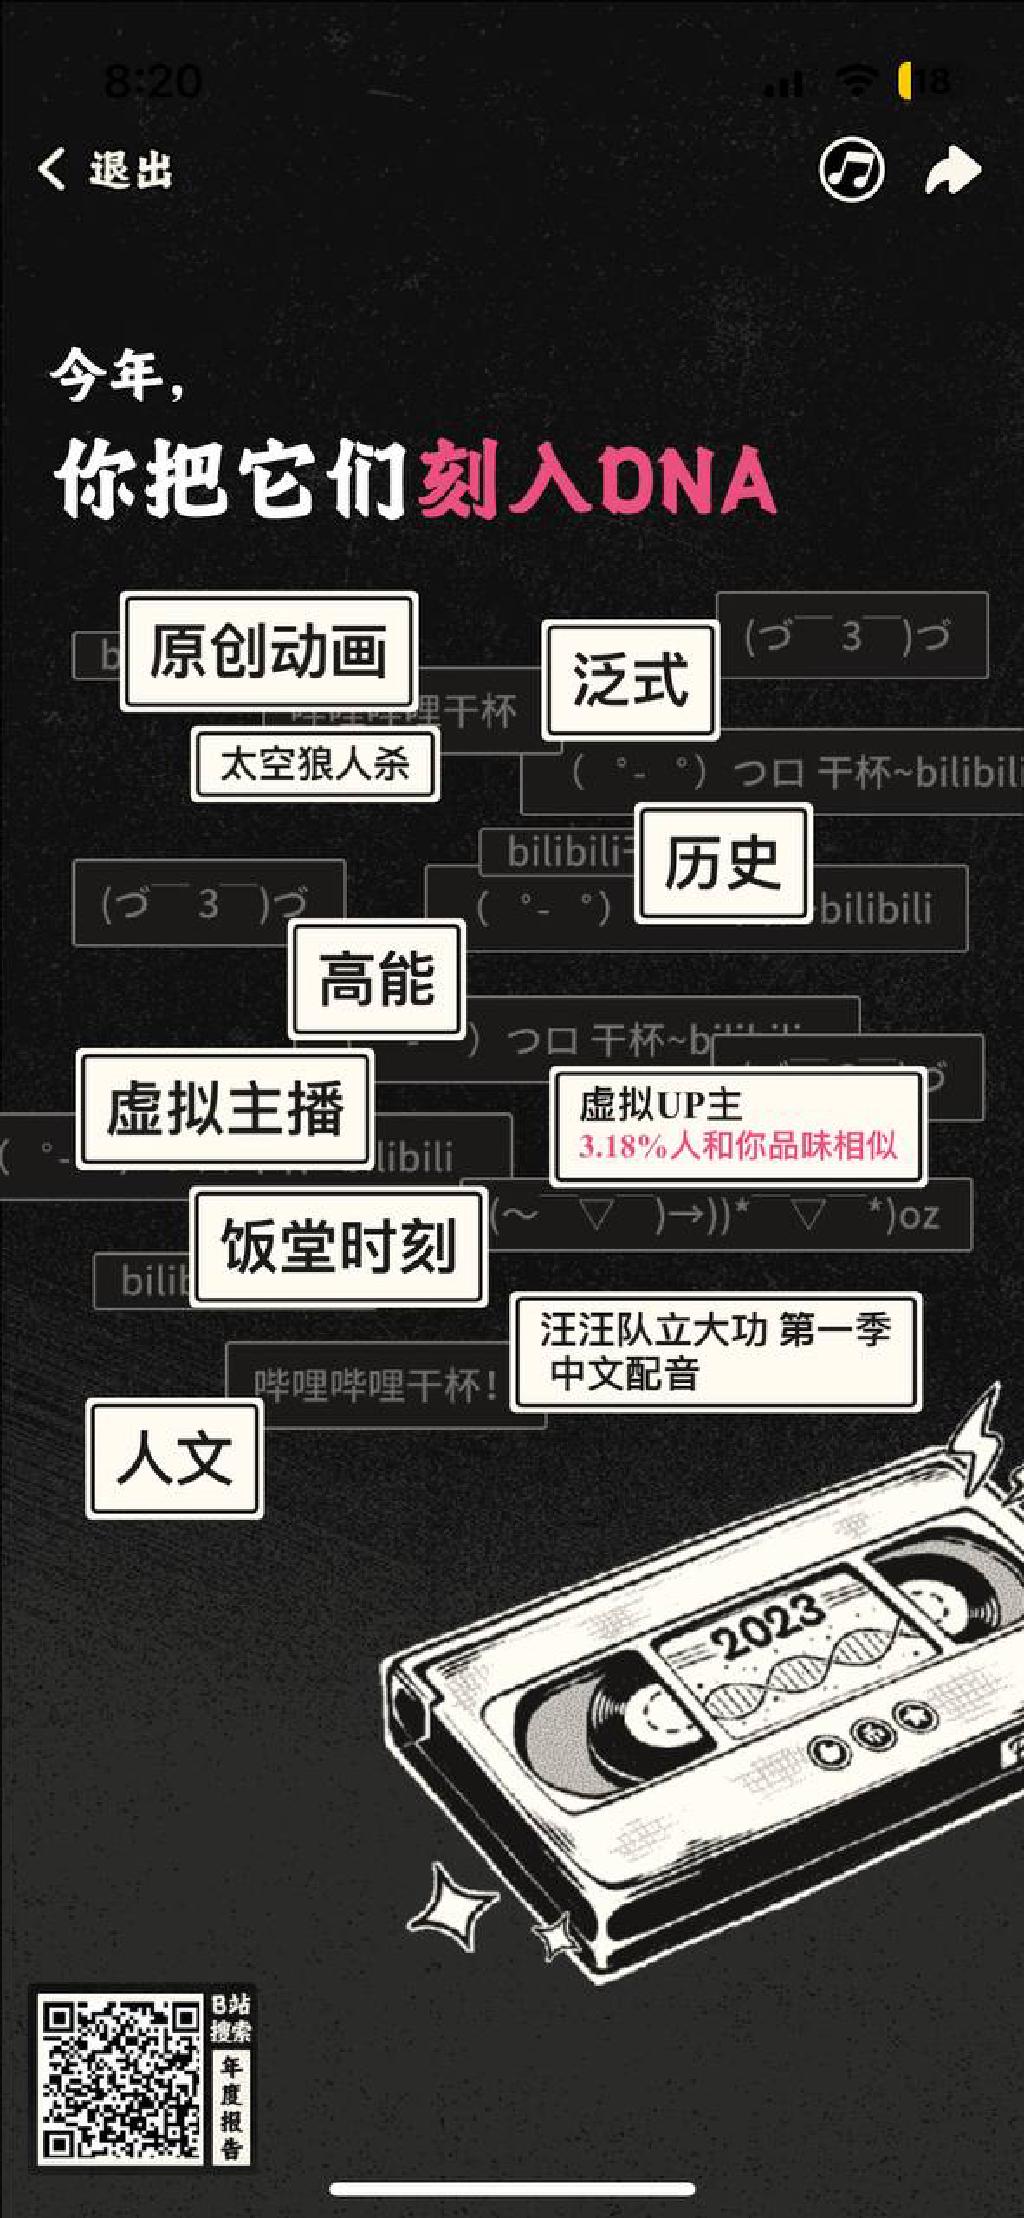 8:20
18
退出
今年，
你把它们刻入DNA
原创动画
泛式
(づ￣ 3￣)づ
哔哩哔哩干杯
太空狼人杀
( ゜- ゜) つロ 干杯~bilibili
历史
bilibili
(づ￣ 3￣)づ
( ゜- ゜)
~bilibili
高能
) つロ 干杯~bilibili
虚拟主播
虚拟UP主
3.18%人和你品味相似
bilibili
饭堂时刻
(～￣▽￣)→))*￣▽￣*)oz
汪汪队立大功 第一季
中文配音
哔哩哔哩干杯!
人文
2023
B站
搜索
年度报告